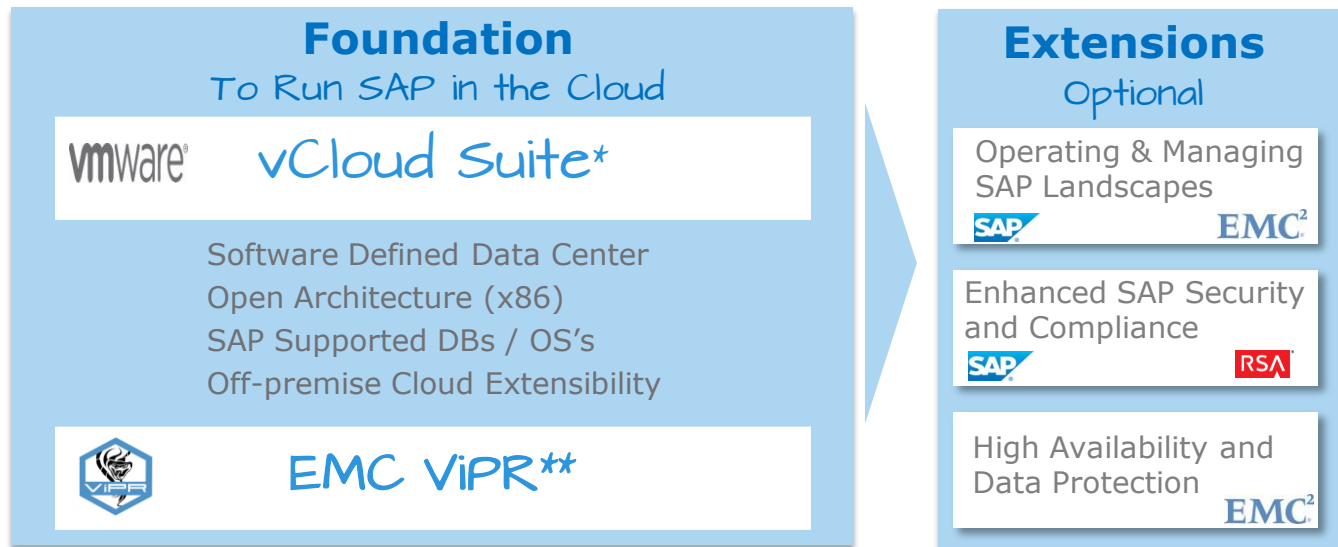 Foundation
To Run SAP in the Cloud
vmware® vCloud Suite*
Software Defined Data Center
Open Architecture (x86)
SAP Supported DBs / OS’s
Off-premise Cloud Extensibility
ViPR
EMC ViPR**
Extensions
Optional
Operating & Managing
SAP Landscapes
SAP® EMC²
Enhanced SAP Security
and Compliance
SAP® RSA
High Availability and
Data Protection
EMC²